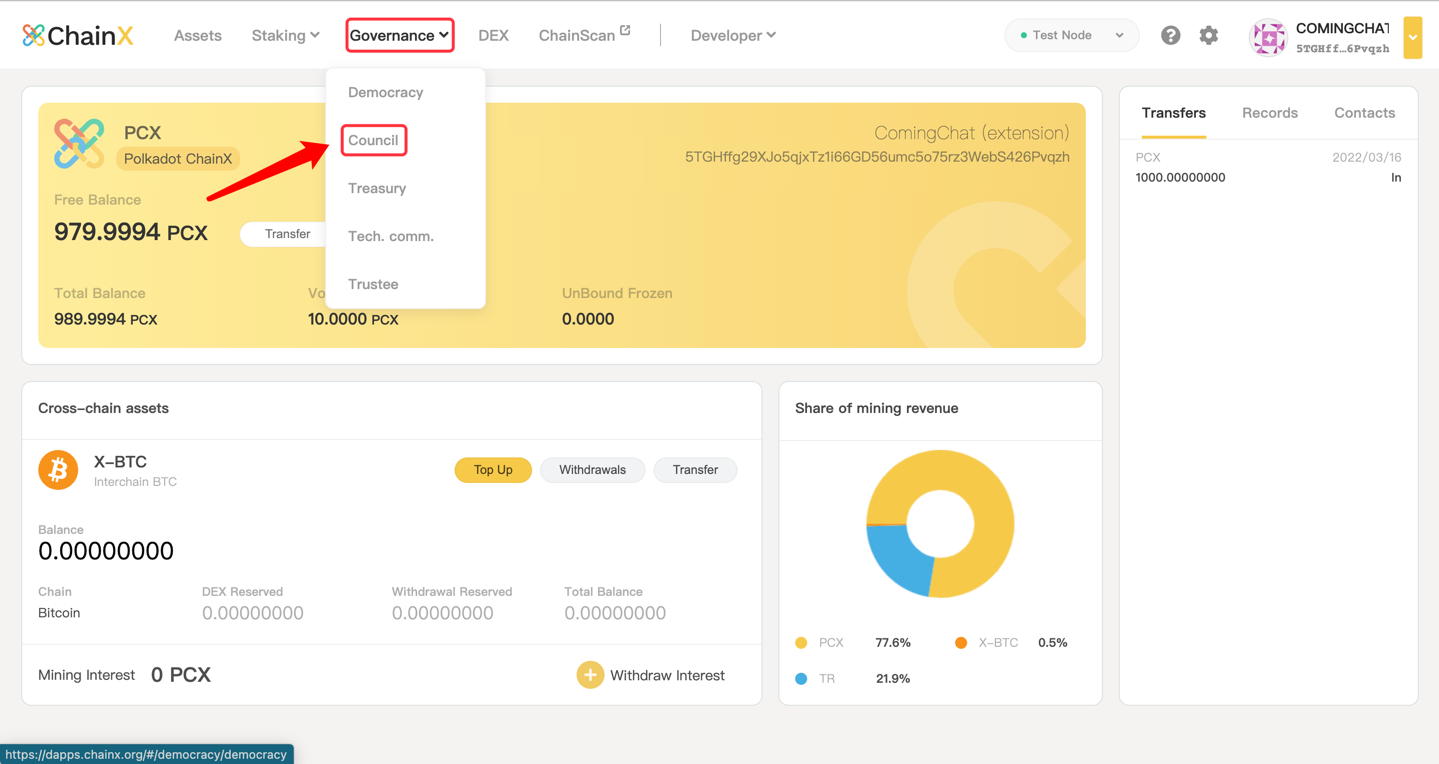 ChainX
Assets
Staking
Governance
DEX
ChainScan
Developer
Test Node
COMINGCHAT
5TGHff...6Pvqzh
Democracy
Council
Treasury
Tech. comm.
Trustee
PCX
Polkadot ChainX
ComingChat (extension)
5TGHffg29XJo5qjxTz1i66GD56umc5o75rz3WebS426Pvqzh
Free Balance
979.9994 PCX
Transfer
Total Balance
989.9994 PCX
Vo
10.0000 PCX
UnBound Frozen
0.0000
Transfers
Records
Contacts
PCX
2022/03/16
1000.00000000
In
Cross-chain assets
X-BTC
Interchain BTC
Top Up
Withdrawals
Transfer
Balance
0.00000000
Chain
Bitcoin
DEX Reserved
0.00000000
Withdrawal Reserved
0.00000000
Total Balance
0.00000000
Mining Interest
0 PCX
Withdraw Interest
Share of mining revenue
PCX
77.6%
X-BTC
0.5%
TR
21.9%
https://dapps.chainx.org/#/democracy/democracy